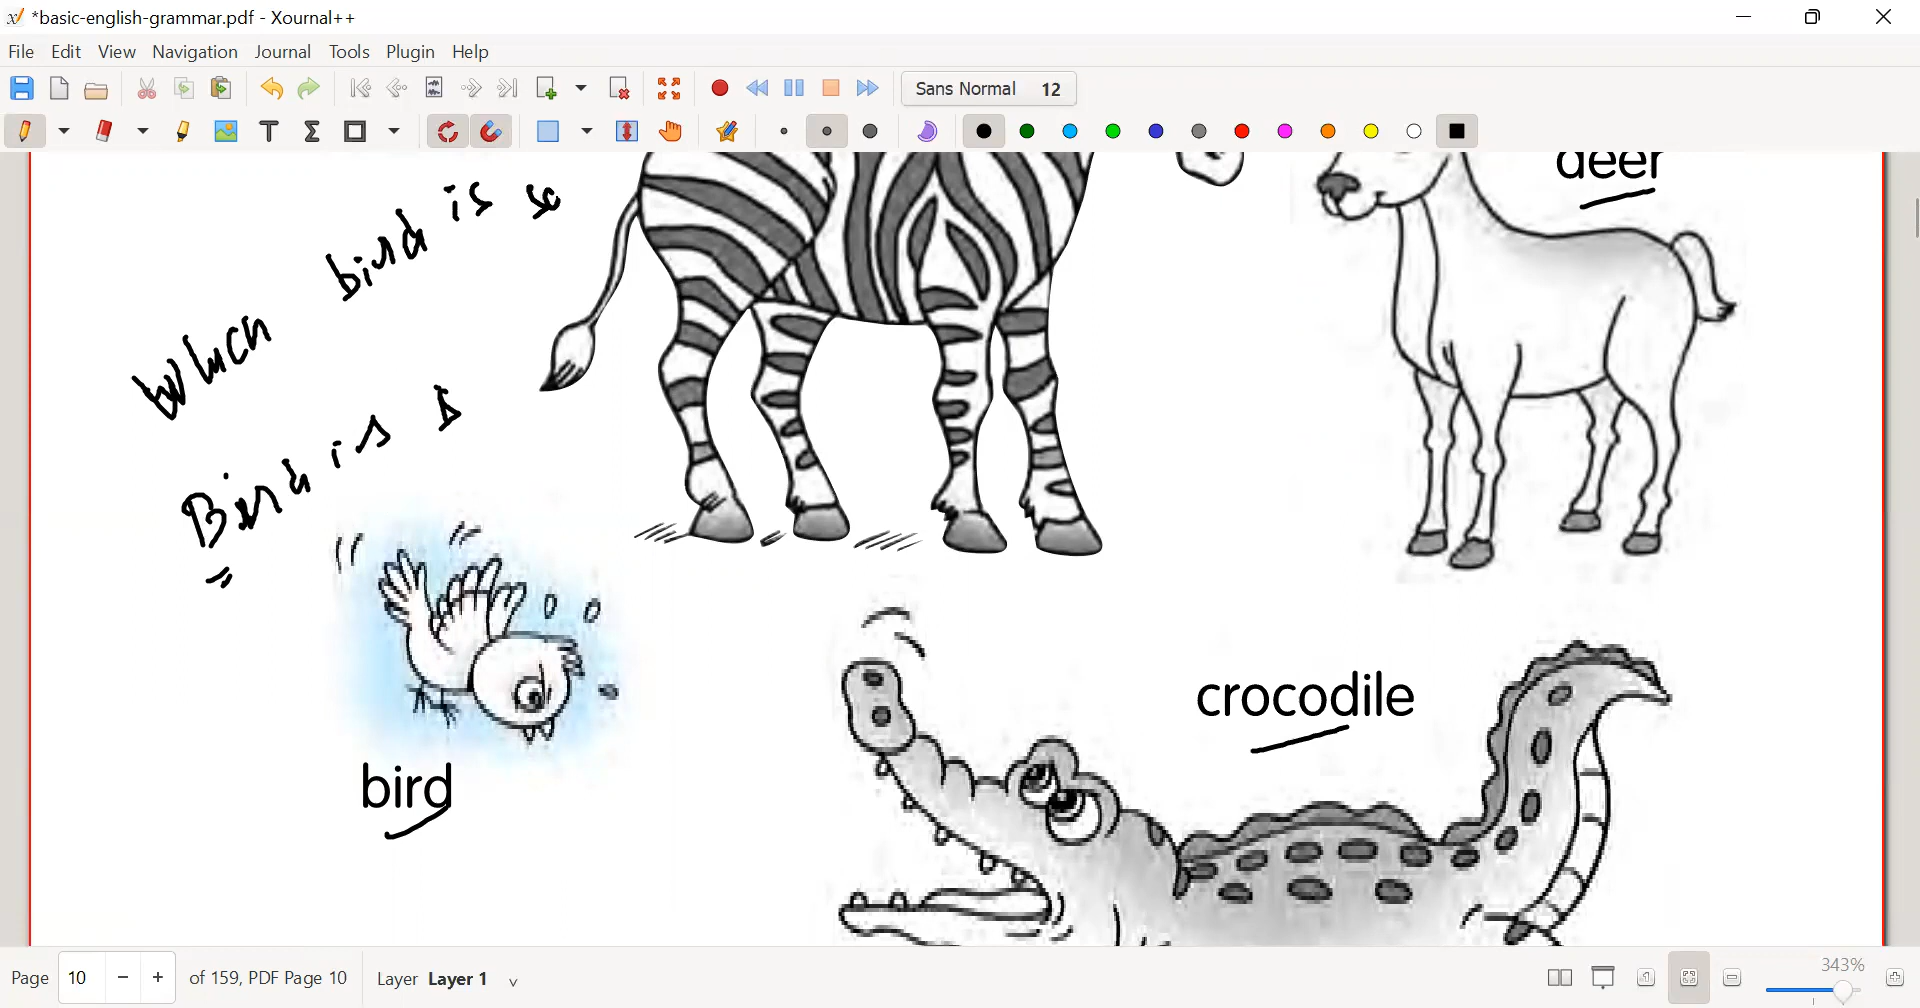 *basic-english-grammar.pdf - Xournal++
File Edit View Navigation Journal Tools Plugin Help
Sans Normal 12
deer
Which bird is
Bird is s
crocodile
bird
Page 10 of 159, PDF Page 10 Layer Layer 1
343%